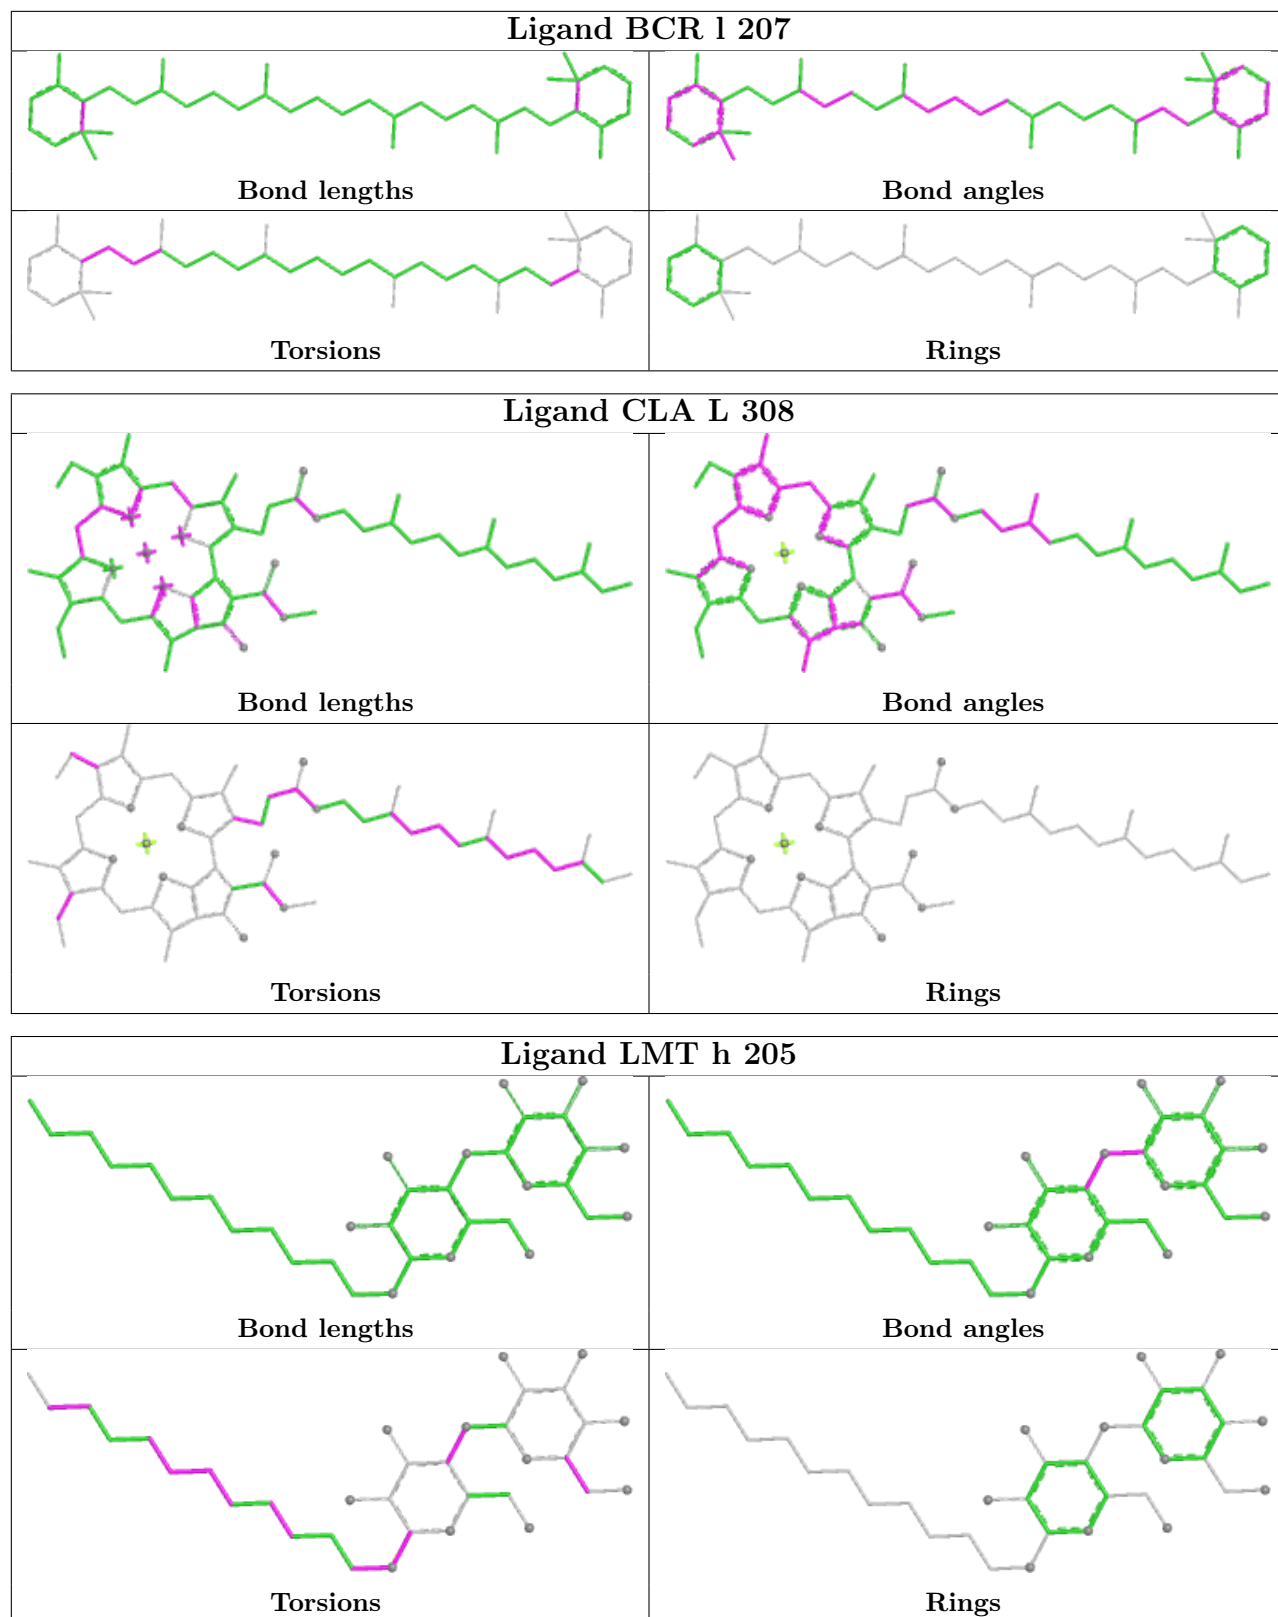 Ligand BCR l 207
Bond lengths
Bond angles
Torsions
Rings
Ligand CLA L 308
Bond lengths
Bond angles
Torsions
Rings
Ligand LMT h 205
Bond lengths
Bond angles
Torsions
Rings